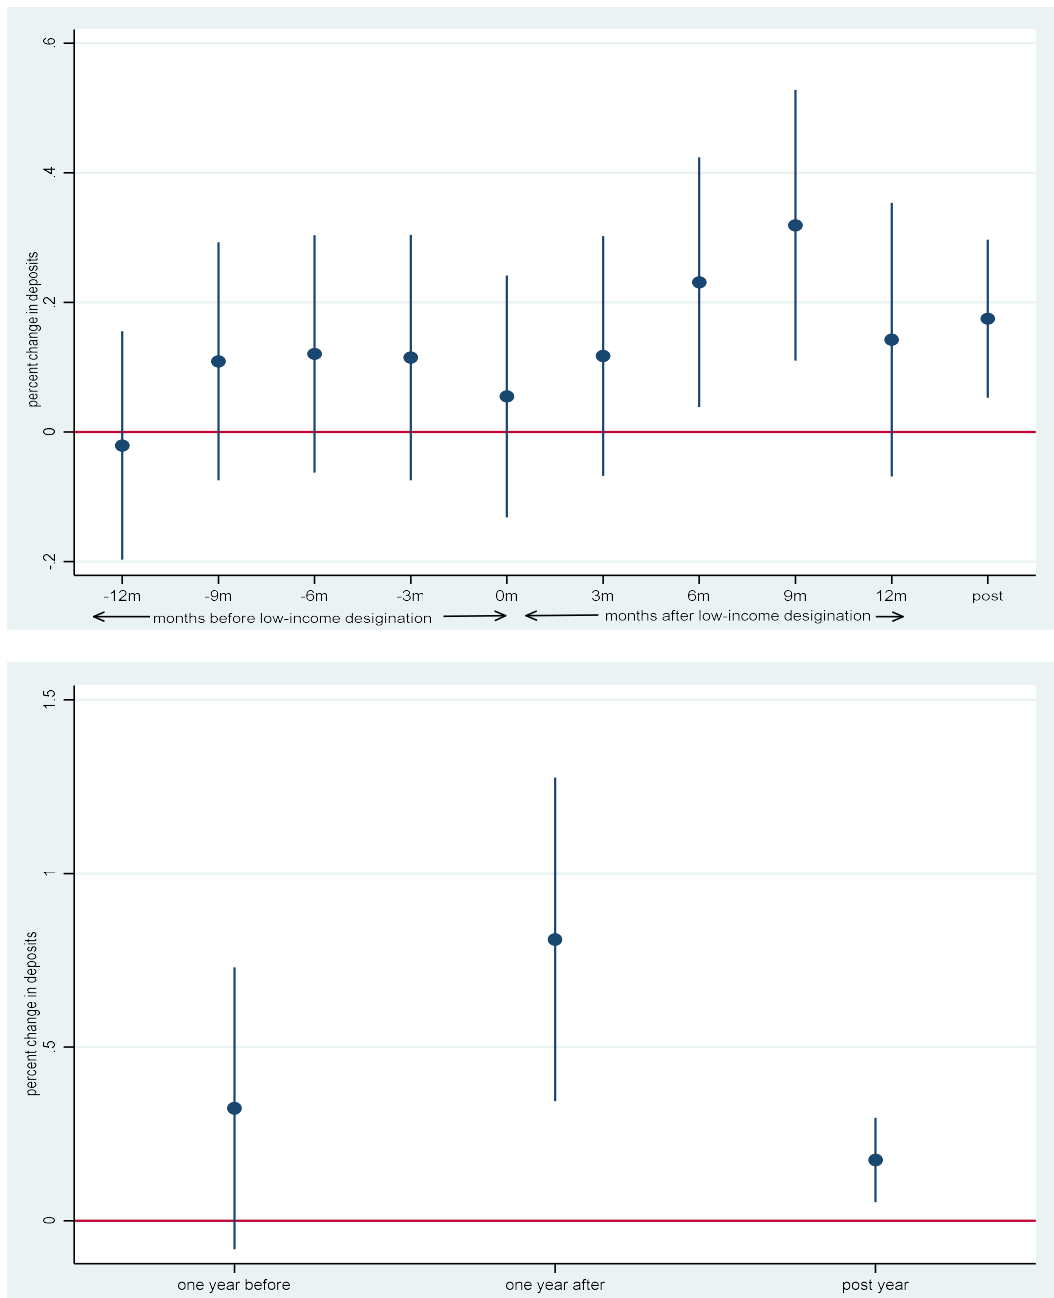 .6
.4
.2
0
-.2
percent change in deposits
-12m -9m -6m -3m 0m 3m 6m 9m 12m post
months before low-income desigination months after low-income desigination
1.5
1
.5
0
percent change in deposits
one year before one year after post year